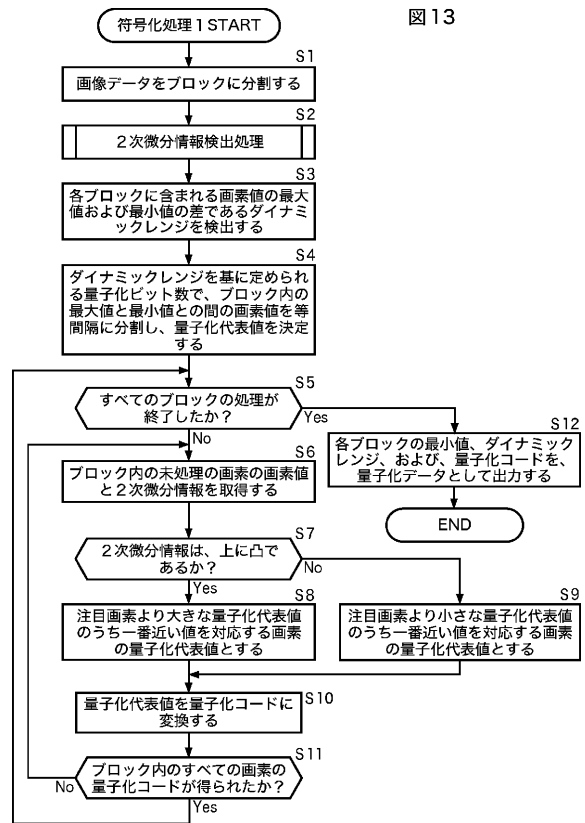 図13
符号化処理1START
S1
画像データをブロックに分割する
S2
2次微分情報検出処理
S3
各ブロックに含まれる画素値の最大
値および最小値の差であるダイナミ
ックレンジを検出する
S4
ダイナミックレンジを基に定められ
る量子化ビット数で、ブロック内の
最大値と最小値との間の画素値を等
間隔に分割し、量子化代表値を決定
する
S5
すべてのブロックの処理が
終了したか？
Yes
No
S12
各ブロックの最小値、ダイナミック
レンジ、および、量子化コードを、
量子化データとして出力する
END
S6
ブロック内の未処理の画素の画素値
と2次微分情報を取得する
S7
2次微分情報は、上に凸で
あるか？
No
Yes
S8
注目画素より大きな量子化代表値
のうち一番近い値を対応する画素
の量子化代表値とする
S9
注目画素より小さな量子化代表値
のうち一番近い値を対応する画素
の量子化代表値とする
S10
量子化代表値を量子化コードに
変換する
S11
ブロック内のすべての画素の
量子化コードが得られたか？
No
Yes